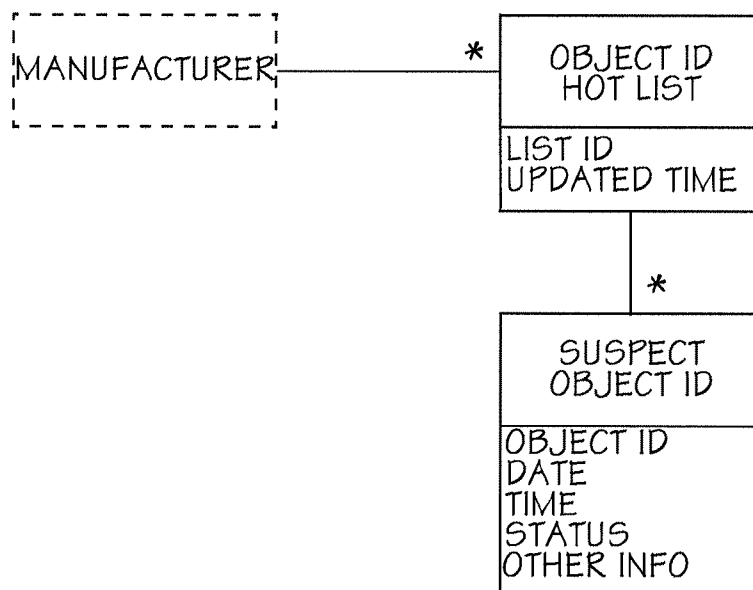 MANUFACTURER
*
OBJECT ID
HOT LIST
LIST ID
UPDATED TIME
*
SUSPECT
OBJECT ID
OBJECT ID
DATE
TIME
STATUS
OTHER INFO